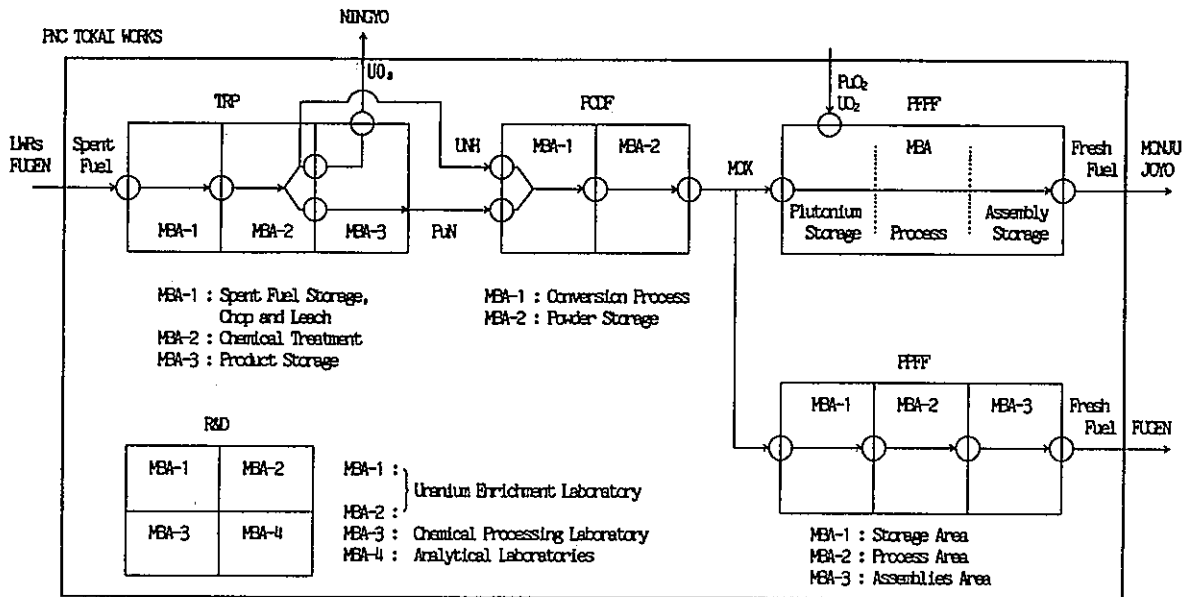 NINGYO
PNC TOKAI WORKS
UO₃
PuO₂
UO₂
TRP
PCDF
PFPF
LWRs
FUGEN
Spent
Fuel
UNH
MBA-1
MBA-2
MBA
Fresh
Fuel
MONJU
JOYO
MOX
MBA-1
MBA-2
MBA-3
PuN
Plutonium
Storage
Process
Assembly
Storage
MBA-1 : Spent Fuel Storage,
Chop and Leach
MBA-2 : Chemical Treatment
MBA-3 : Product Storage
MBA-1 : Conversion Process
MBA-2 : Powder Storage
PPFF
MBA-1
MBA-2
MBA-3
Fresh
Fuel
FUGEN
R&D
MBA-1
MBA-2
MBA-3
MBA-4
MBA-1 :
Uranium Enrichment Laboratory
MBA-2 :
MBA-3 : Chemical Processing Laboratory
MBA-4 : Analytical Laboratories
MBA-1 : Storage Area
MBA-2 : Process Area
MBA-3 : Assemblies Area